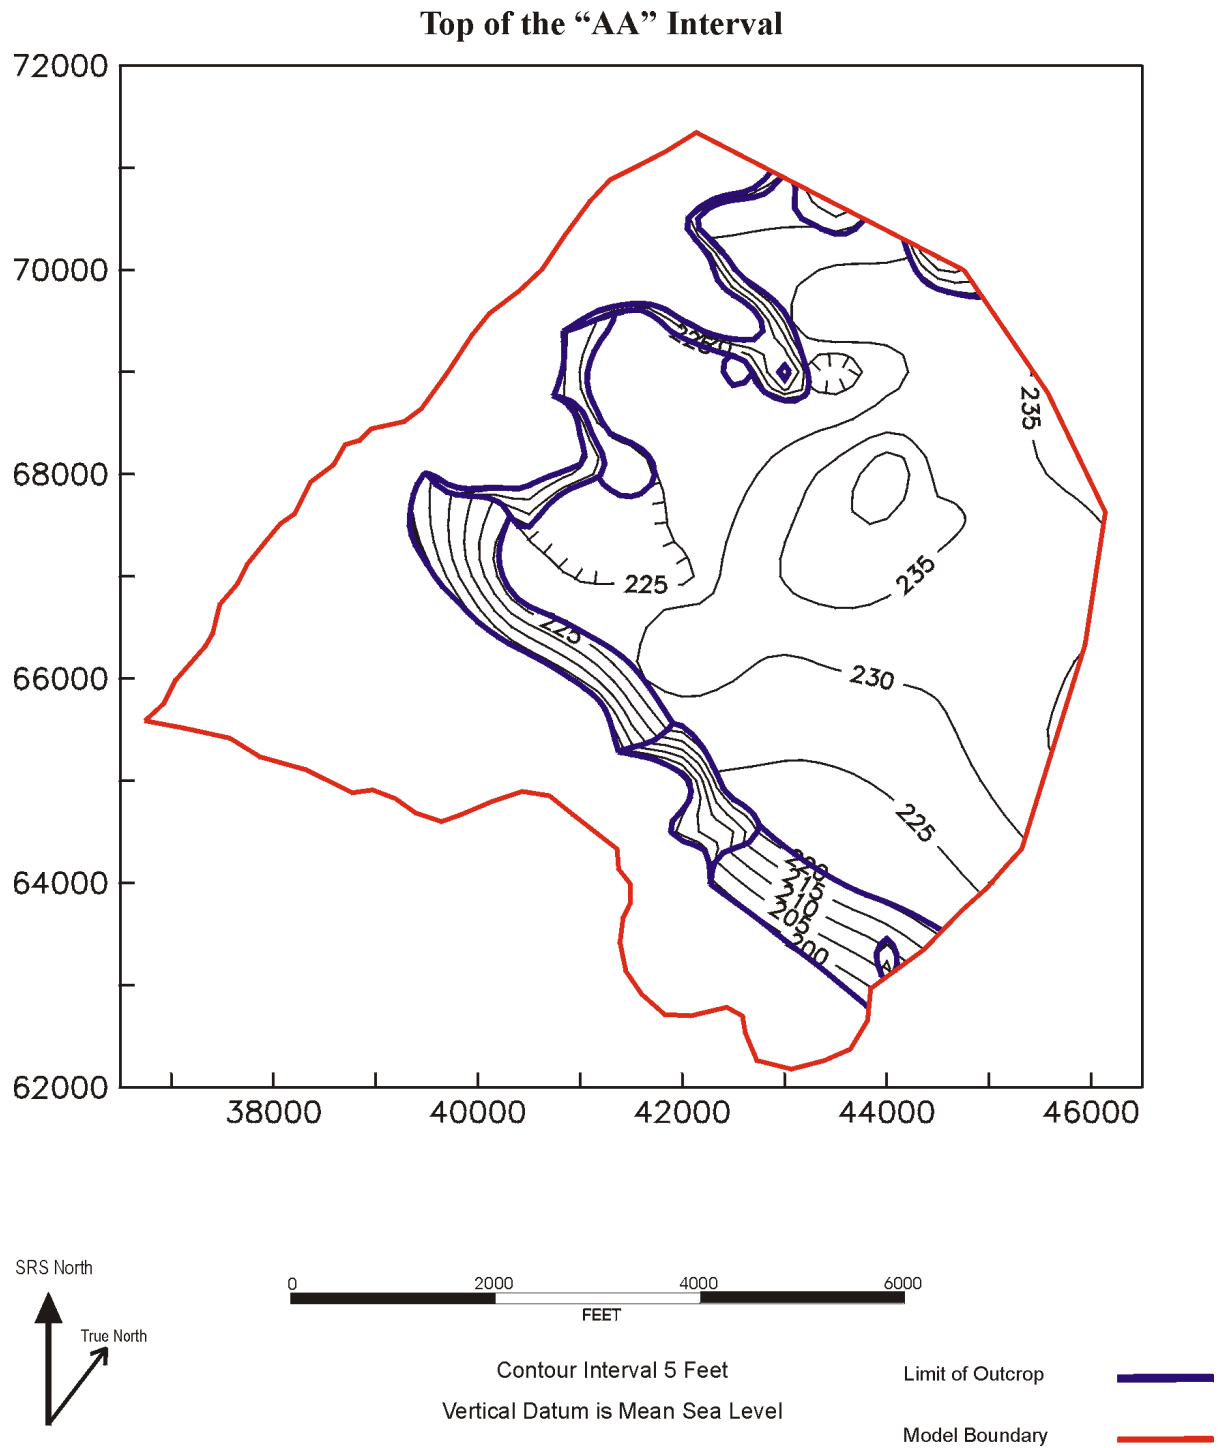 Top of the “AA” Interval
72000
70000
225
235
68000
225
235
225
66000
230
225
64000
220
215
210
205
200
62000
38000 40000 42000 44000 46000
SRS North
True North
0 2000 4000 6000
FEET
Contour Interval 5 Feet
Vertical Datum is Mean Sea Level
Limit of Outcrop
Model Boundary